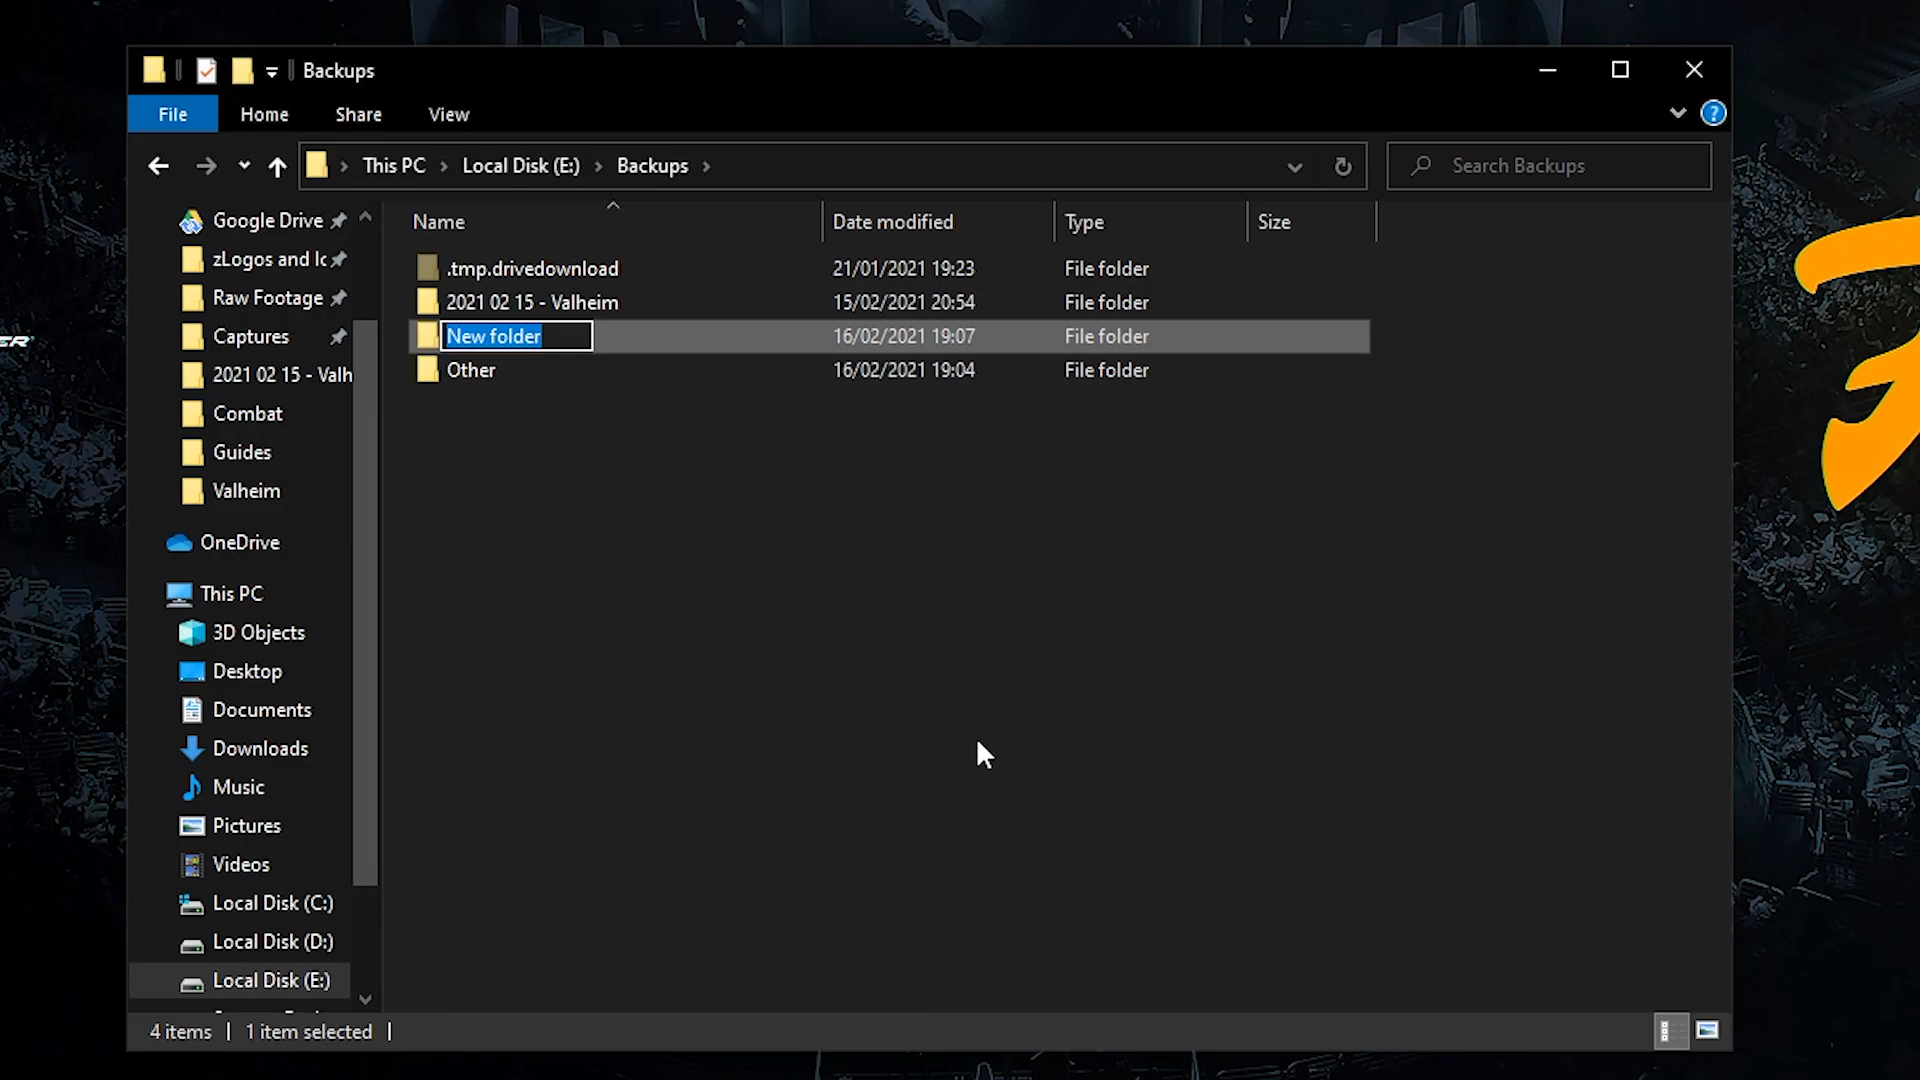 Backups
File Home Share View
This PC Local Disk (E:) Backups
Search Backups
Name Date modified Type Size
.tmp.drivedownload 21/01/2021 19:23 File folder
2021 02 15 - Valheim 15/02/2021 20:54 File folder
New folder 16/02/2021 19:07 File folder
Other 16/02/2021 19:04 File folder
Google Drive
zLogos and Ic
Raw Footage
Captures
2021 02 15 - Valh
Combat
Guides
Valheim
OneDrive
This PC
3D Objects
Desktop
Documents
Downloads
Music
Pictures
Videos
Local Disk (C:)
Local Disk (D:)
Local Disk (E:)
4 items 1 item selected